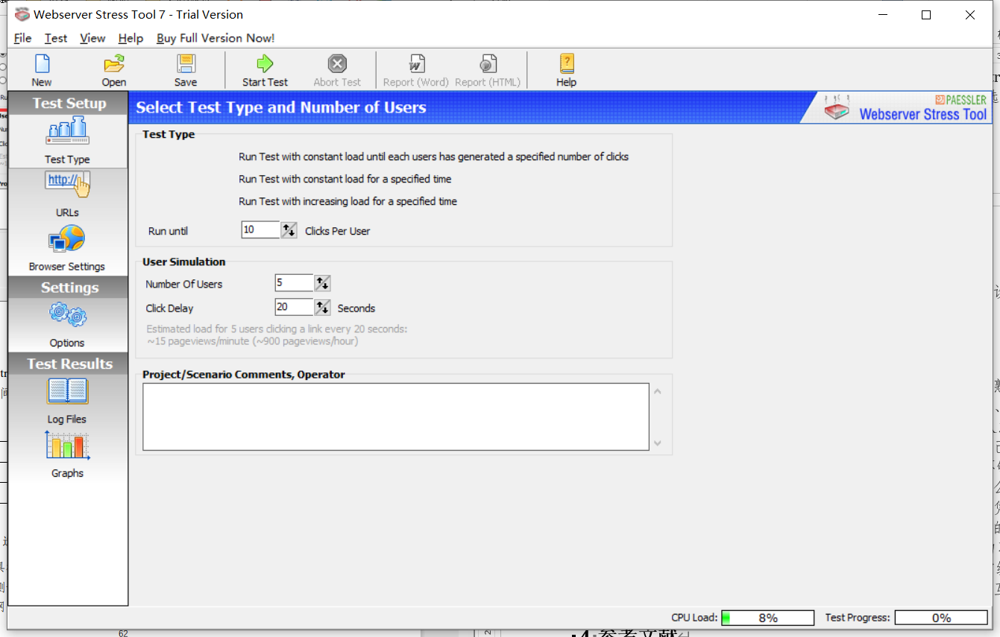 Webserver Stress Tool 7 - Trial Version
File Test View Help Buy Full Version Now!
New Open Save Start Test Abort Test Report (Word) Report (HTML) Help
Test Setup
Test Type
http://
URLs
Browser Settings
Settings
Options
Test Results
Log Files
Graphs
Select Test Type and Number of Users
PAESSLER
Webserver Stress Tool
Test Type
Run Test with constant load until each users has generated a specified number of clicks
Run Test with constant load for a specified time
Run Test with increasing load for a specified time
Run until 10 Clicks Per User
User Simulation
Number Of Users 5
Click Delay 20 Seconds
Estimated load for 5 users clicking a link every 20 seconds:
~15 pageviews/minute (~900 pageviews/hour)
Project/Scenario Comments, Operator
CPU Load: 8% Test Progress: 0%
62
4 参考文献